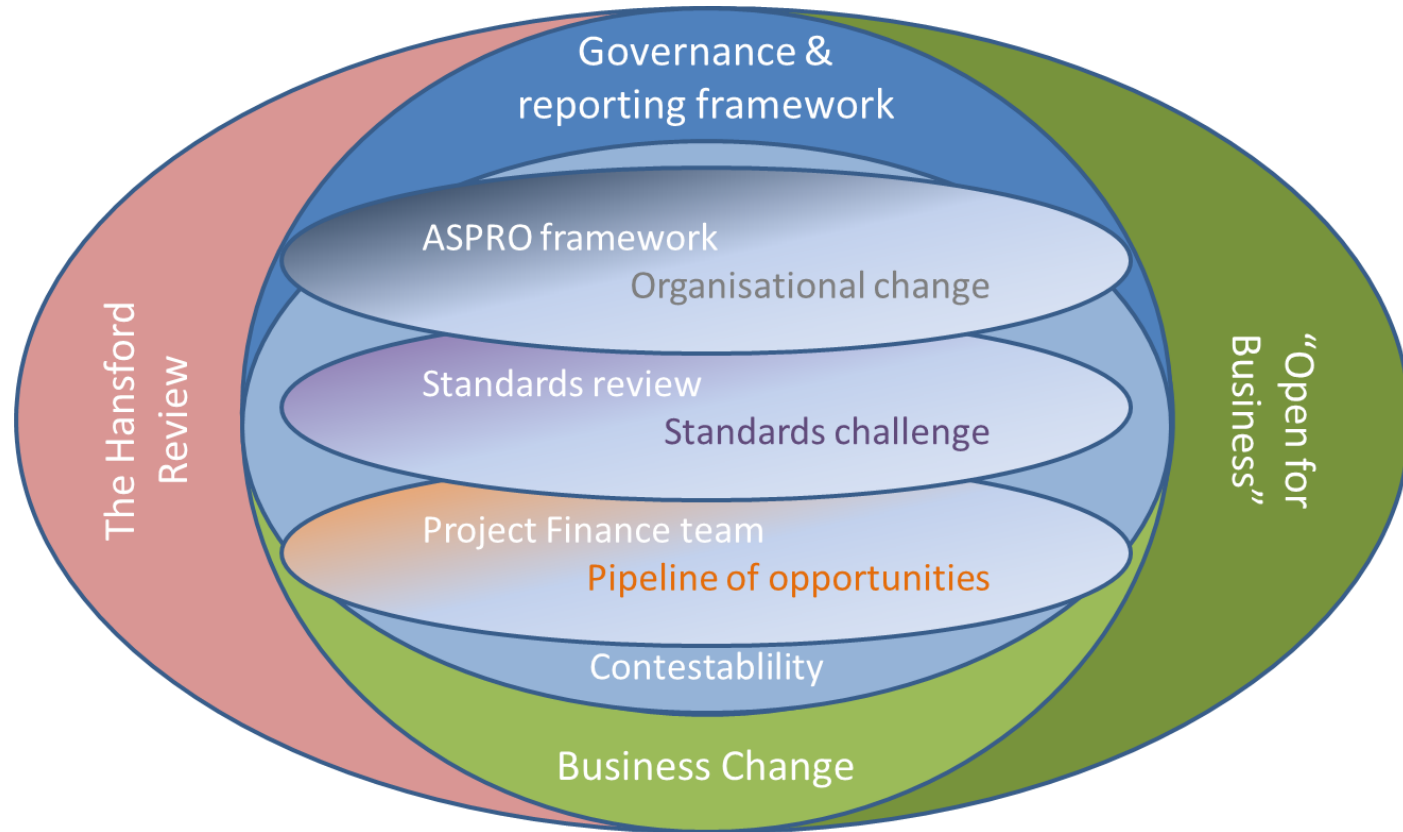 Governance &
reporting framework
ASPRO framework
Organisational change
The Hansford
Review
“Open for
Business”
Standards review
Standards challenge
Project Finance team
Pipeline of opportunities
Contestablility
Business Change